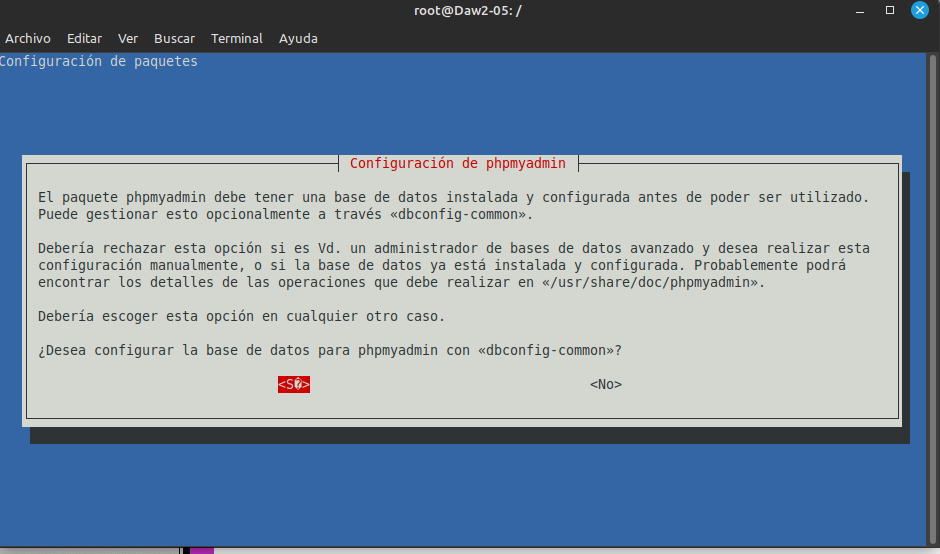 root@Daw2-05: /
Archivo Editar Ver Buscar Terminal Ayuda
Configuración de paquetes
Configuración de phpmyadmin
El paquete phpmyadmin debe tener una base de datos instalada y configurada antes de poder ser utilizado.
Puede gestionar esto opcionalmente a través «dbconfig-common».
Debería rechazar esta opción si es Vd. un administrador de bases de datos avanzado y desea realizar esta
configuración manualmente, o si la base de datos ya está instalada y configurada. Probablemente podrá
encontrar los detalles de las operaciones que debe realizar en «/usr/share/doc/phpmyadmin».
Debería escoger esta opción en cualquier otro caso.
¿Desea configurar la base de datos para phpmyadmin con «dbconfig-common»?
<S�> <No>